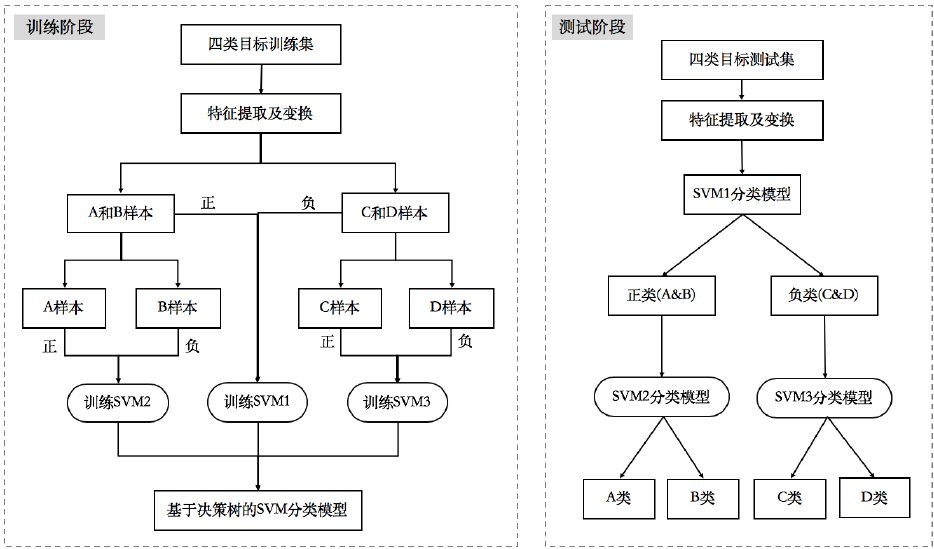 训练阶段
四类目标训练集
特征提取及变换
A和B样本
正
负
C和D样本
A样本
B样本
C样本
D样本
正
负
正
负
训练SVM2
训练SVM1
训练SVM3
基于决策树的SVM分类模型
测试阶段
四类目标测试集
特征提取及变换
SVM1分类模型
正类(A&B)
负类(C&D)
SVM2分类模型
SVM3分类模型
A类
B类
C类
D类